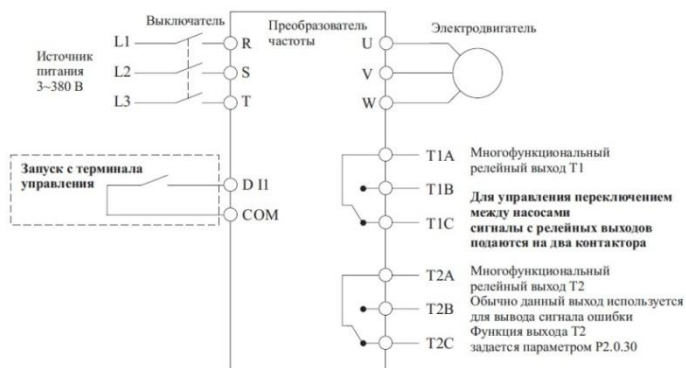 Выключатель
Преобразователь
частоты
Электродвигатель
Источник
питания
3~380 В
L1
R
U
L2
S
V
L3
T
W
Запуск с терминала
управления
D I1
COM
T1A
Многофункциональный
релейный выход T1
T1B
Для управления переключением
между насосами
T1C
сигналы с релейных выходов
подаются на два контактора
T2A
Многофункциональный
релейный выход T2
T2B
Обычно данный выход используется
для вывода сигнала ошибки
T2C
Функция выхода T2
задается параметром P2.0.30